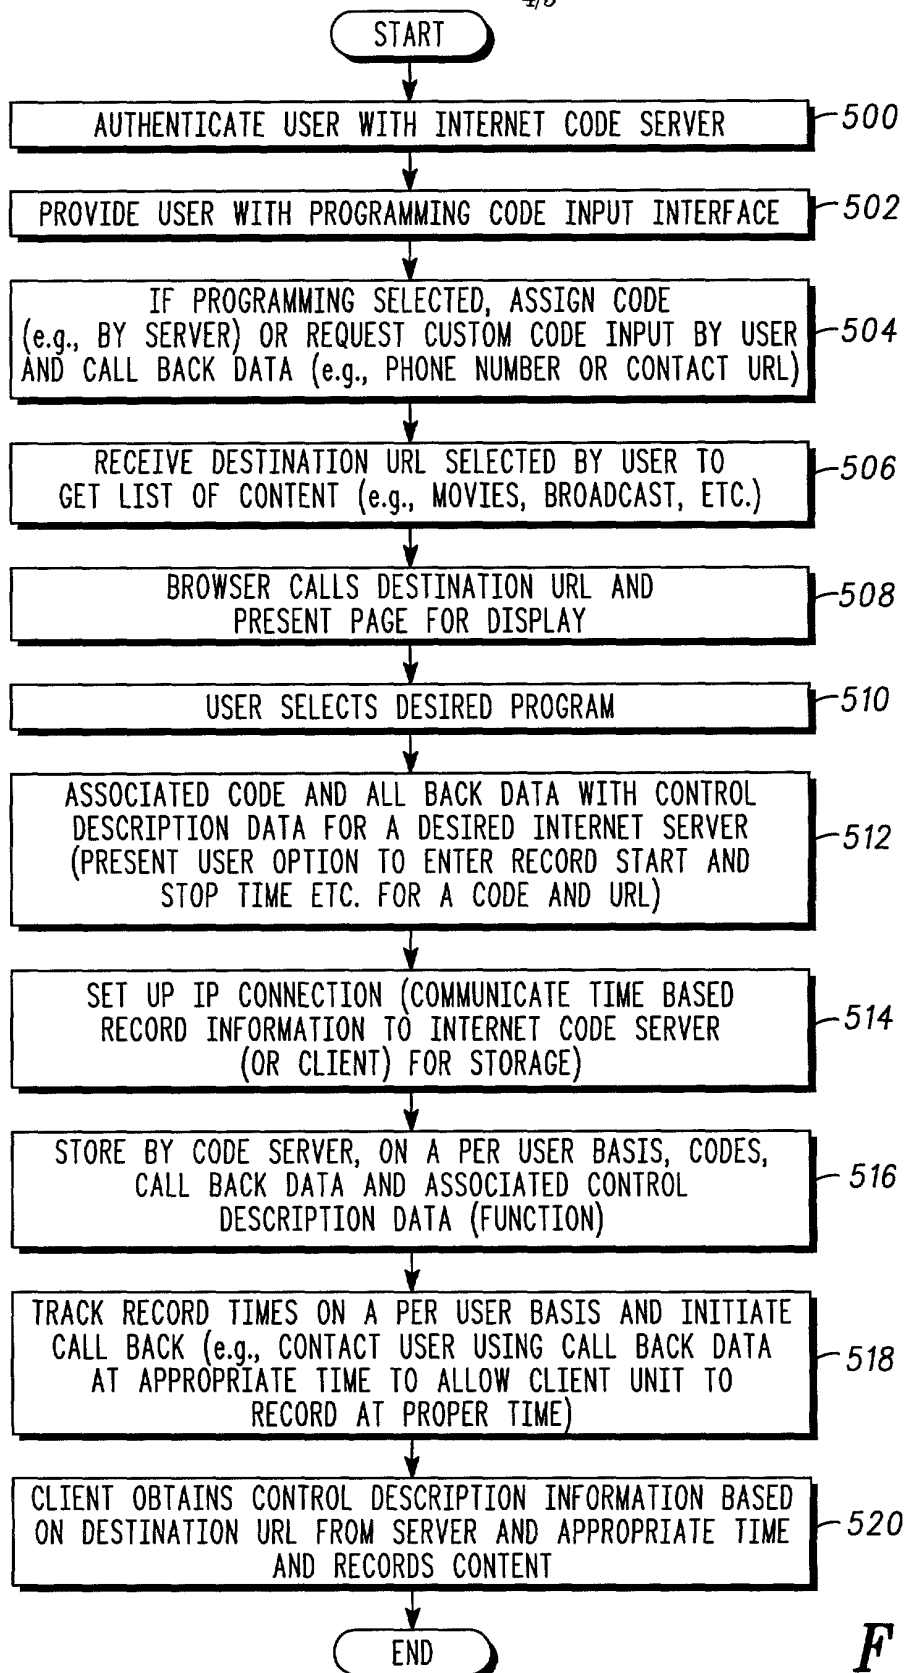 START
AUTHENTICATE USER WITH INTERNET CODE SERVER
500
PROVIDE USER WITH PROGRAMMING CODE INPUT INTERFACE
502
IF PROGRAMMING SELECTED, ASSIGN CODE
(e.g., BY SERVER) OR REQUEST CUSTOM CODE INPUT BY USER
AND CALL BACK DATA (e.g., PHONE NUMBER OR CONTACT URL)
504
RECEIVE DESTINATION URL SELECTED BY USER TO
GET LIST OF CONTENT (e.g., MOVIES, BROADCAST, ETC.)
506
BROWSER CALLS DESTINATION URL AND
PRESENT PAGE FOR DISPLAY
508
USER SELECTS DESIRED PROGRAM
510
ASSOCIATED CODE AND ALL BACK DATA WITH CONTROL
DESCRIPTION DATA FOR A DESIRED INTERNET SERVER
(PRESENT USER OPTION TO ENTER RECORD START AND
STOP TIME ETC. FOR A CODE AND URL)
512
SET UP IP CONNECTION (COMMUNICATE TIME BASED
RECORD INFORMATION TO INTERNET CODE SERVER
(OR CLIENT) FOR STORAGE)
514
STORE BY CODE SERVER, ON A PER USER BASIS, CODES,
CALL BACK DATA AND ASSOCIATED CONTROL
DESCRIPTION DATA (FUNCTION)
516
TRACK RECORD TIMES ON A PER USER BASIS AND INITIATE
CALL BACK (e.g., CONTACT USER USING CALL BACK DATA
AT APPROPRIATE TIME TO ALLOW CLIENT UNIT TO
RECORD AT PROPER TIME)
518
CLIENT OBTAINS CONTROL DESCRIPTION INFORMATION BASED
ON DESTINATION URL FROM SERVER AND APPROPRIATE TIME
AND RECORDS CONTENT
520
END
F